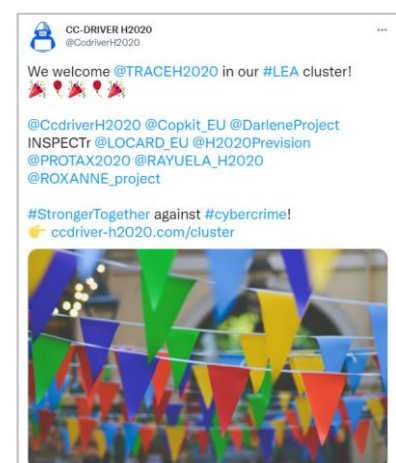 CC-DRIVER H2020
@CcdriverH2020
We welcome @TRACEH2020 in our #LEA cluster!
🎉🎈🎉🎈🎉
@CcdriverH2020 @Copkit_EU @DarleneProject
INSPECTr @LOCARD_EU @H2020Prevision
@PROTAX2020 @RAYUELA_H2020
@ROXANNE_project
#StrongerTogether against #cybercrime!
👉 ccdriver-h2020.com/cluster